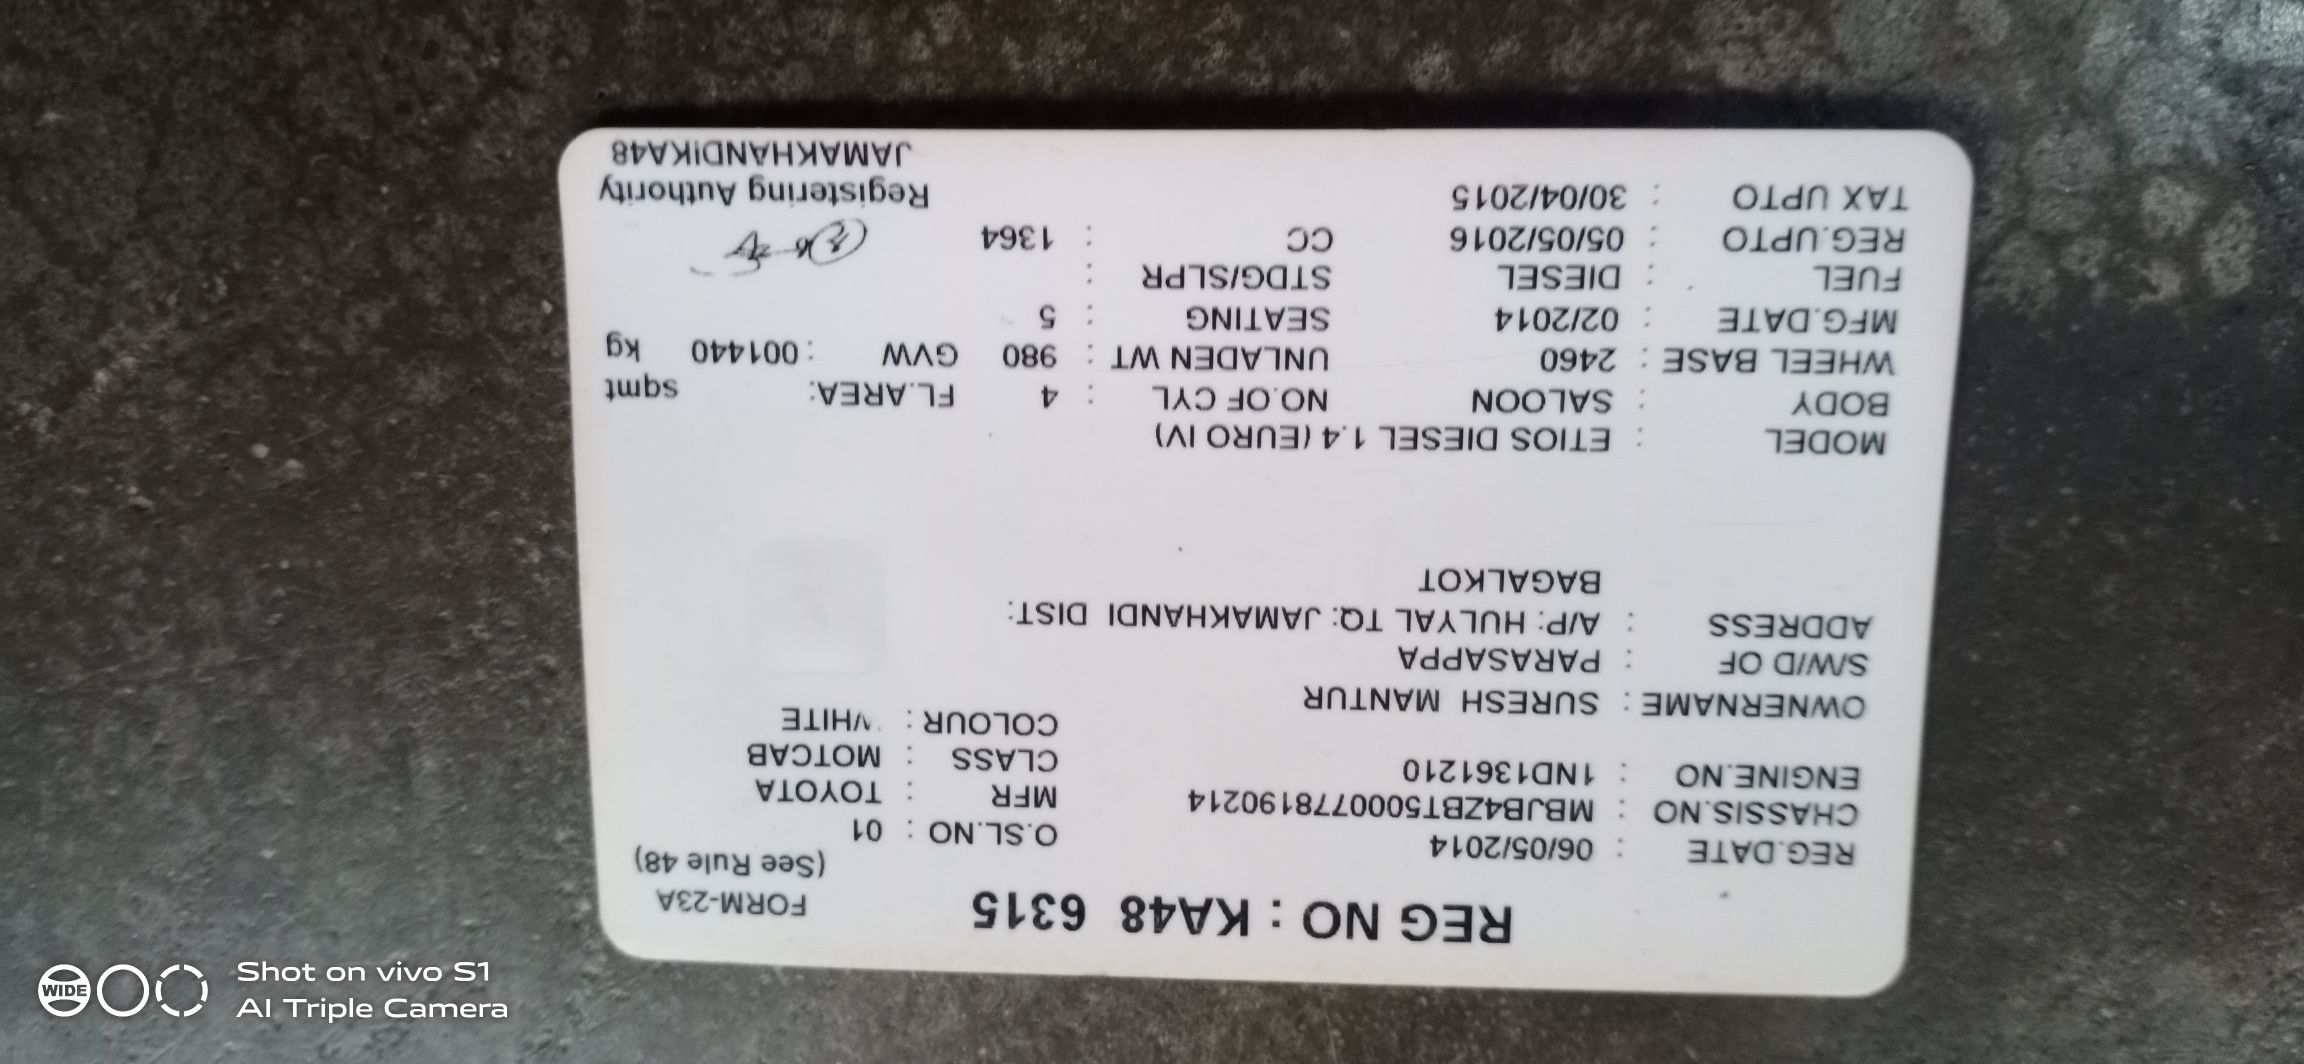 REG NO : KA48 6315
FORM-23A
(See Rule 48)
REG.DATE : 06/05/2014 O.SL.NO : 01
CHASSIS.NO : MBJB4ZBT5000778190214 MFR : TOYOTA
ENGINE.NO : 1ND1361210 CLASS : MOTCAB
COLOUR : WHITE
OWNERNAME : SURESH MANTUR
S/W/D OF : PARASAPPA
ADDRESS : A/P: HULYAL TQ: JAMAKHANDI DIST:
BAGALKOT
MODEL : ETIOS DIESEL 1.4 (EURO IV)
BODY : SALOON NO.OF CYL : 4 FL.AREA: sqmt
WHEEL BASE : 2460 UNLADEN WT : 980 GVW : 001440 kg
MFG.DATE : 02/2014 SEATING : 5
FUEL : DIESEL STDG/SLPR :
REG.UPTO : 05/05/2016 CC : 1364
TAX UPTO : 30/04/2015 Registering Authority
JAMAKHANDIKA48
WIDE
Shot on vivo S1
AI Triple Camera